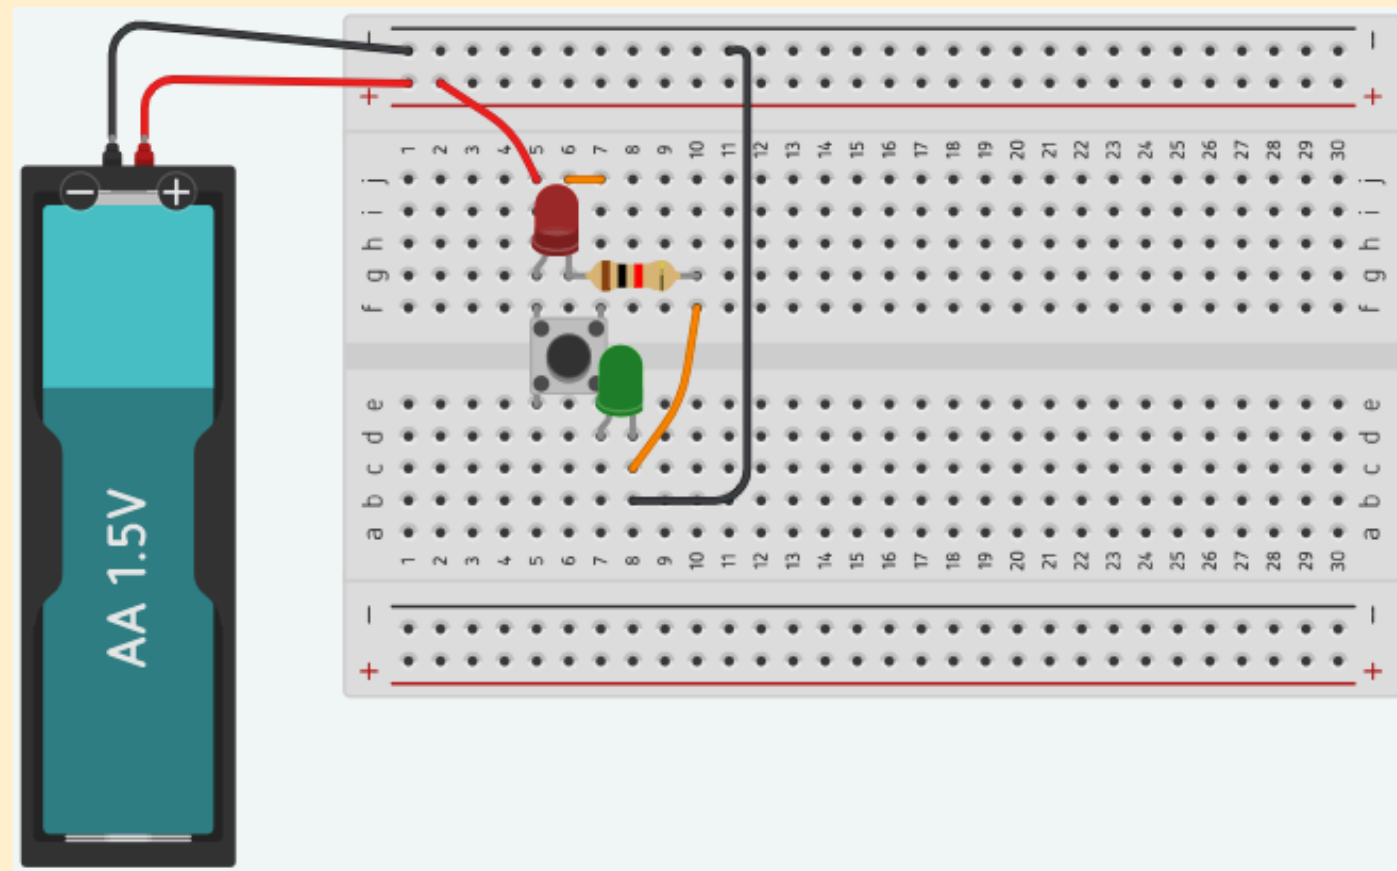 − +
AA 1.5V
− −
+ +
1 2 3 4 5 6 7 8 9 10 11 12 13 14 15 16 17 18 19 20 21 22 23 24 25 26 27 28 29 30
j j
i i
h h
g g
f f
e e
d d
c c
b b
a a
1 2 3 4 5 6 7 8 9 10 11 12 13 14 15 16 17 18 19 20 21 22 23 24 25 26 27 28 29 30
− −
+ +